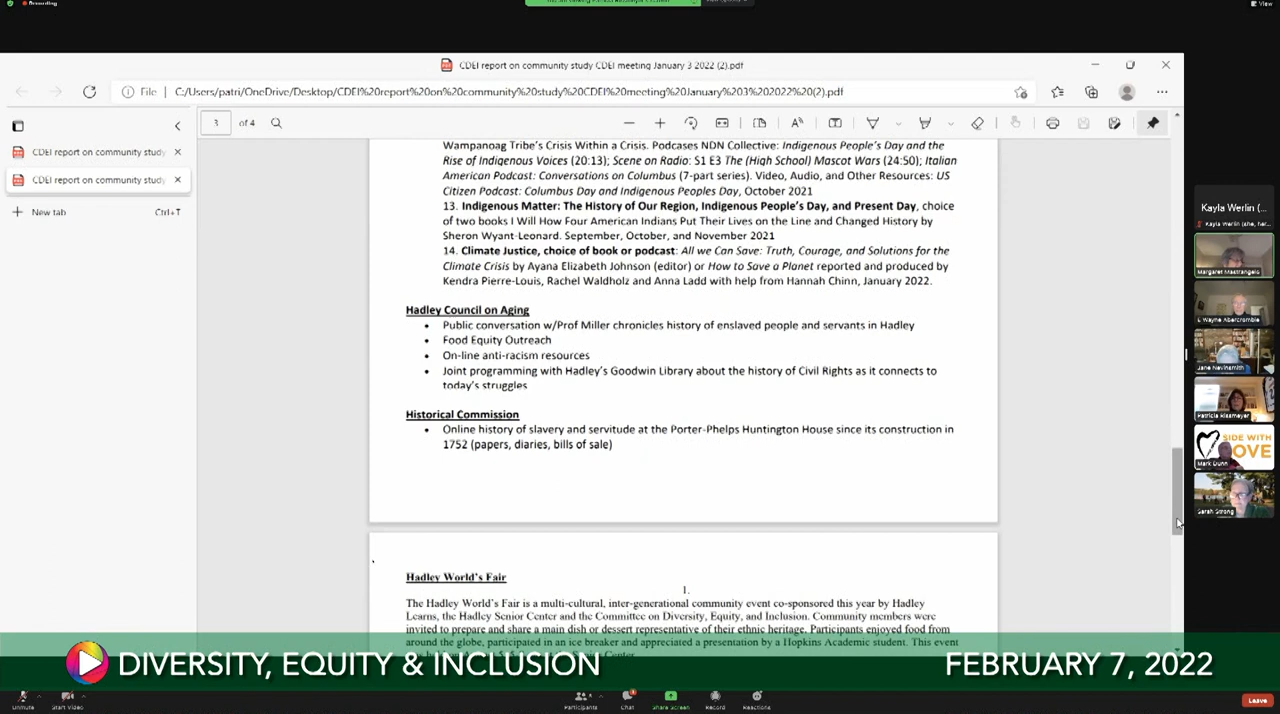 Recording
View
CDEI report on community study CDEI meeting January 3 2022 (2).pdf
File
C:/Users/patri/OneDrive/Desktop/CDEI%20report%20on%20community%20study%20CDEI%20meeting%20January%203%202022%20(2).pdf
3 of 4
CDEI report on community study
CDEI report on community study
New tab Ctrl+T
Wampanoag Tribe's Crisis Within a Crisis. Podcases NDN Collective: Indigenous People's Day and the
Rise of Indigenous Voices (20:13); Scene on Radio: S1 E3 The (High School) Mascot Wars (24:50); Italian
American Podcast: Conversations on Columbus (7-part series). Video, Audio, and Other Resources: US
Citizen Podcast: Columbus Day and Indigenous Peoples Day, October 2021
13. Indigenous Matter: The History of Our Region, Indigenous People's Day, and Present Day, choice
of two books I Will How Four American Indians Put Their Lives on the Line and Changed History by
Sheron Wyant-Leonard. September, October, and November 2021
14. Climate Justice, choice of book or podcast: All we Can Save: Truth, Courage, and Solutions for the
Climate Crisis by Ayana Elizabeth Johnson (editor) or How to Save a Planet reported and produced by
Kendra Pierre-Louis, Rachel Waldholz and Anna Ladd with help from Hannah Chinn, January 2022.
Hadley Council on Aging
• Public conversation w/Prof Miller chronicles history of enslaved people and servants in Hadley
• Food Equity Outreach
• On-line anti-racism resources
• Joint programming with Hadley's Goodwin Library about the history of Civil Rights as it connects to
today's struggles
Historical Commission
• Online history of slavery and servitude at the Porter-Phelps Huntington House since its construction in
1752 (papers, diaries, bills of sale)
Hadley World's Fair
1.
The Hadley World's Fair is a multi-cultural, inter-generational community event co-sponsored this year by Hadley
Learns, the Hadley Senior Center and the Committee on Diversity, Equity, and Inclusion. Community members were
invited to prepare and share a main dish or dessert representative of their ethnic heritage. Participants enjoyed food from
around the globe, participated in an ice breaker and appreciated a presentation by a Hopkins Academic student. This event
Kayla Werlin (...
Kayla Werlin (she, her...
Margaret Mastrangelo
E Wayne Abercrombie
Jane Nevinsmith
Patricia Rissmeyer
SIDE WITH
LOVE
Mark Dunn
Sarah Strong
DIVERSITY, EQUITY & INCLUSION
FEBRUARY 7, 2022
Unmute
Start Video
Participants
Chat
Share Screen
Record
Reactions
Leave